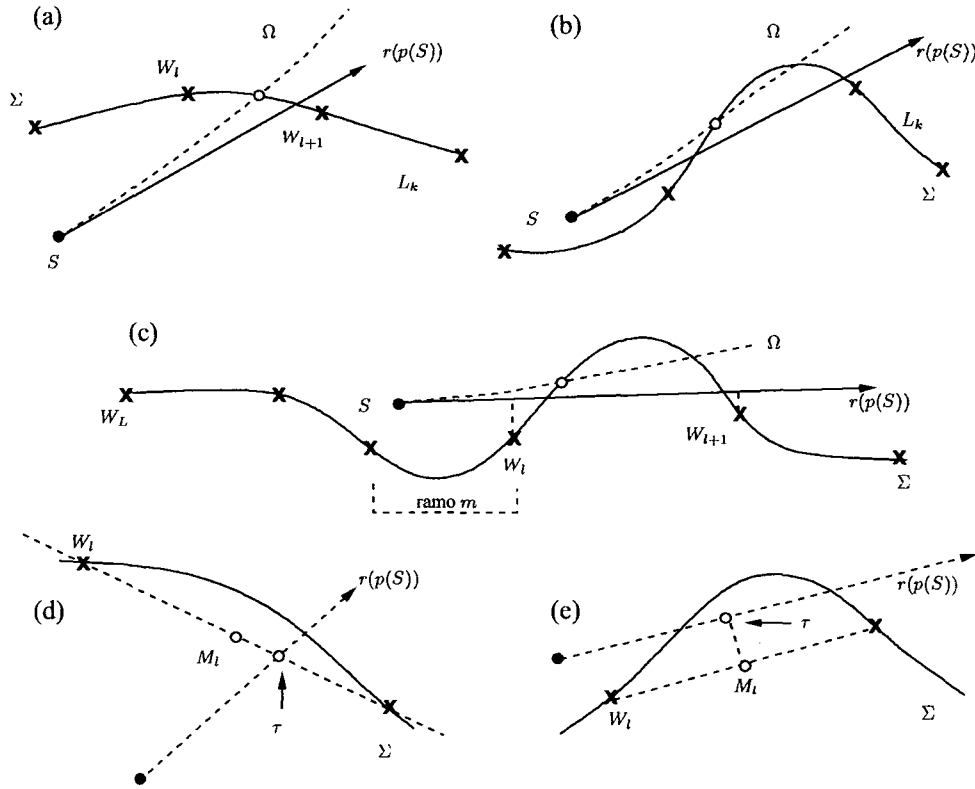 (a)
Ω
r(p(S))
W_l
Σ
W_{l+1}
L_k
S
(b)
Ω
r(p(S))
L_k
S
Σ
(c)
Ω
S
W_L
r(p(S))
W_l
W_{l+1}
Σ
ramo m
(d)
W_l
r(p(S))
M_l
τ
Σ
(e)
r(p(S))
τ
M_l
W_l
Σ